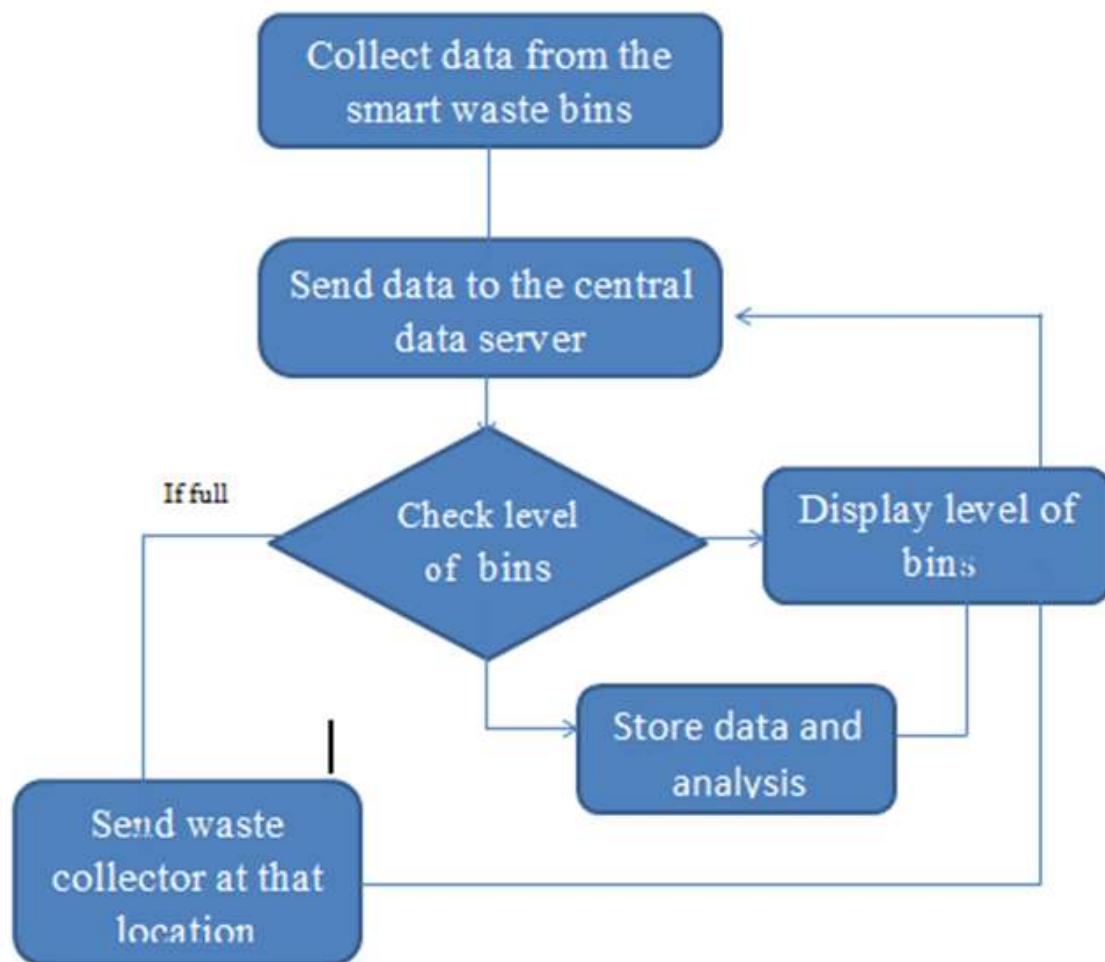 Collect data from the
smart waste bins
Send data to the central
data server
If full
Check level
of bins
Display level of
bins
Store data and
analysis
Send waste
collector at that
location